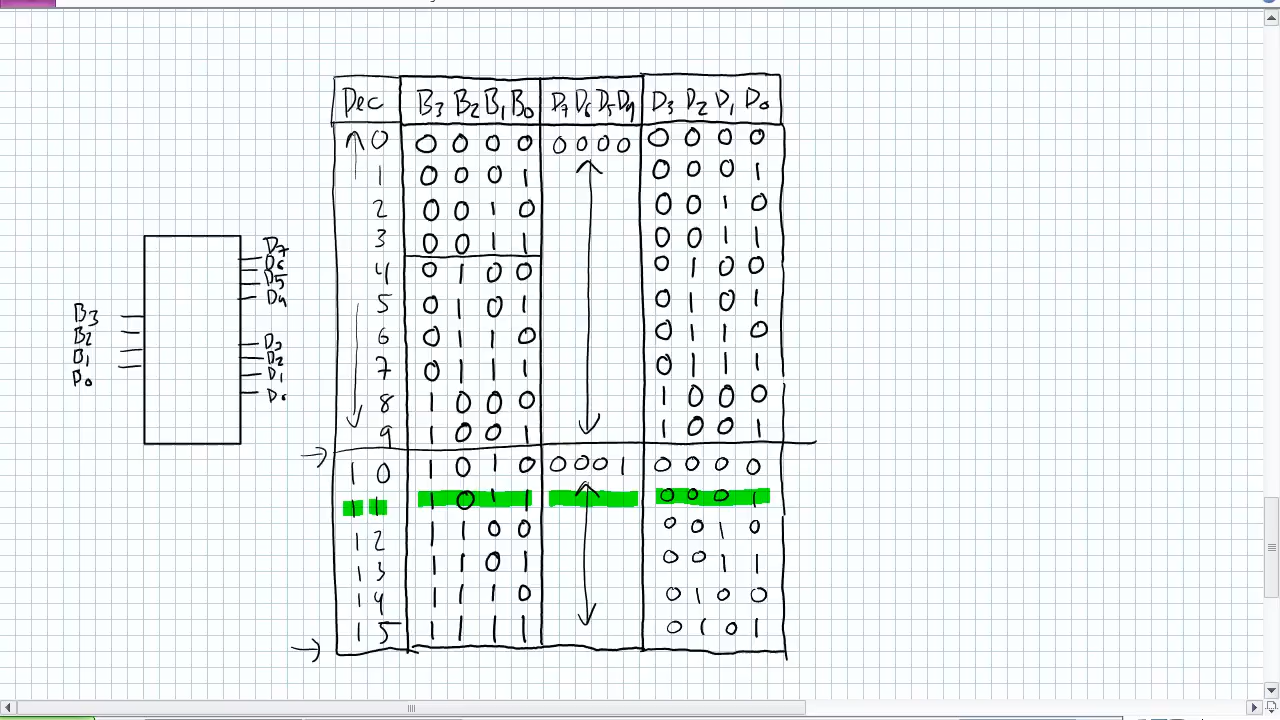 Dec B3 B2 B1 B0 D7 D6 D5 D4 D3 D2 D1 D0
0 0 0 0 0 0 0 0 0 0 0 0 0
1 0 0 0 1 0 0 0 1
2 0 0 1 0 0 0 1 0
3 0 0 1 1 0 0 1 1
4 0 1 0 0 0 1 0 0
5 0 1 0 1 0 1 0 1
6 0 1 1 0 0 1 1 0
7 0 1 1 1 0 1 1 1
8 1 0 0 0 1 0 0 0
9 1 0 0 1 1 0 0 1
10 1 0 1 0 0 0 0 1 0 0 0 0
11 1 0 1 1 0 0 0 1
12 1 1 0 0 0 0 1 0
13 1 1 0 1 0 0 1 1
14 1 1 1 0 0 1 0 0
15 1 1 1 1 0 1 0 1
D7
D6
D5
D4
B3
B2
B1
B0
D3
D2
D1
D0